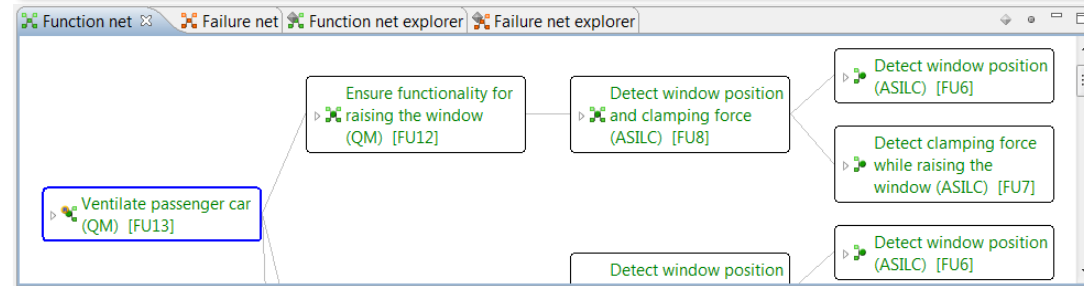 Function net
Failure net
Function net explorer
Failure net explorer
Ensure functionality for
raising the window
(QM) [FU12]
Detect window position
and clamping force
(ASILC) [FU8]
Detect window position
(ASILC) [FU6]
Detect clamping force
while raising the
window (ASILC) [FU7]
Ventilate passenger car
(QM) [FU13]
Detect window position
Detect window position
(ASILC) [FU6]